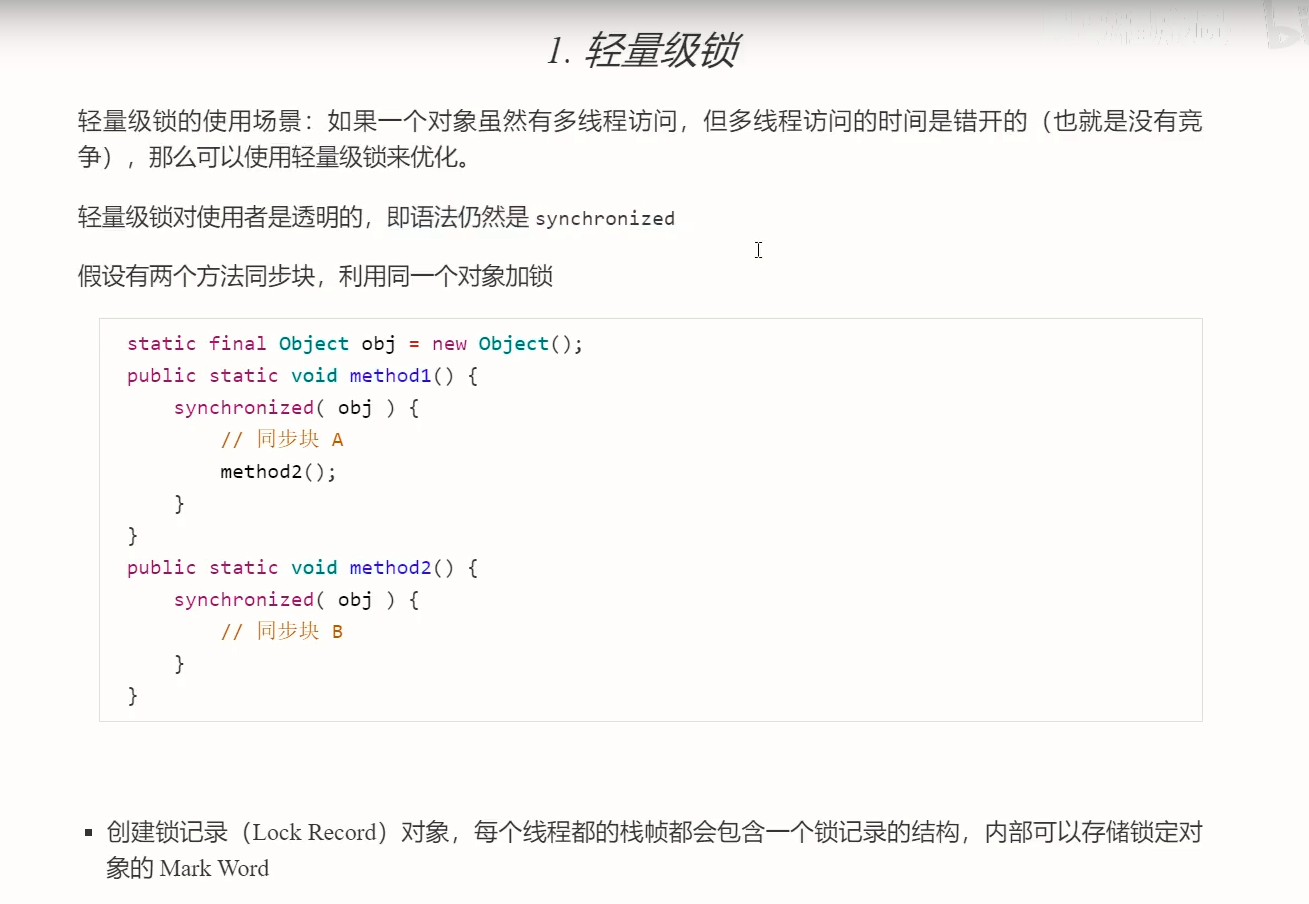 1. 轻量级锁
轻量级锁的使用场景：如果一个对象虽然有多线程访问，但多线程访问的时间是错开的（也就是没有竞
争），那么可以使用轻量级锁来优化。
轻量级锁对使用者是透明的，即语法仍然是 synchronized
假设有两个方法同步块，利用同一个对象加锁
static final Object obj = new Object();
public static void method1() {
    synchronized( obj ) {
        // 同步块 A
        method2();
    }
}
public static void method2() {
    synchronized( obj ) {
        // 同步块 B
    }
}
▪ 创建锁记录（Lock Record）对象，每个线程都的栈帧都会包含一个锁记录的结构，内部可以存储锁定对
象的 Mark Word